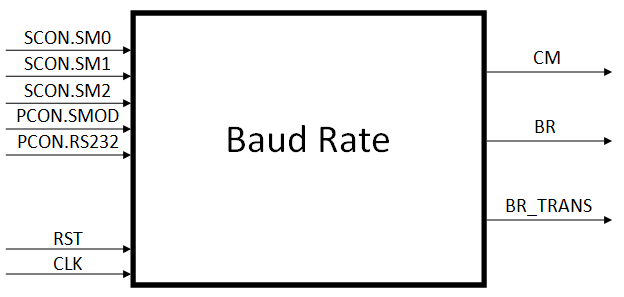 SCON.SM0
SCON.SM1
SCON.SM2
PCON.SMOD
PCON.RS232
RST
CLK
Baud Rate
CM
BR
BR_TRANS